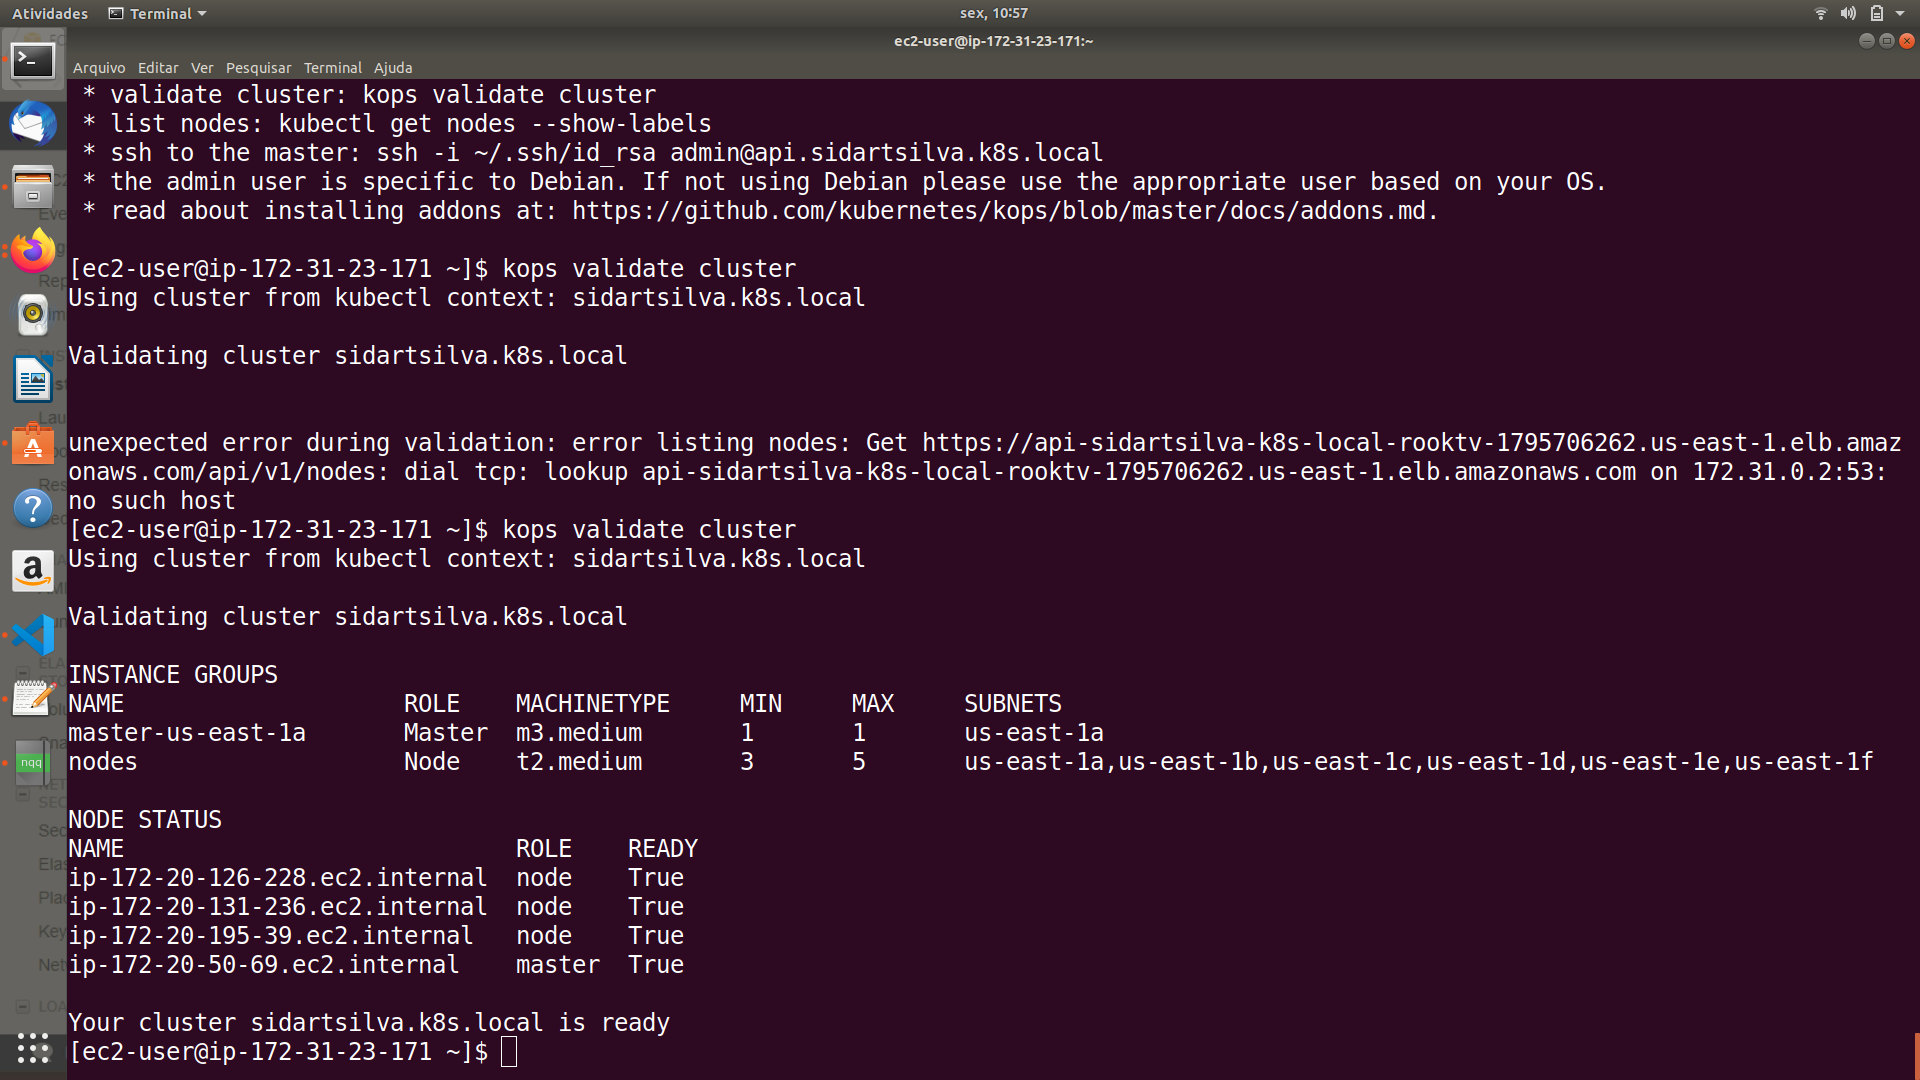 Atividades Terminal sex, 10:57
ec2-user@ip-172-31-23-171:~
Arquivo Editar Ver Pesquisar Terminal Ajuda
* validate cluster: kops validate cluster
* list nodes: kubectl get nodes --show-labels
* ssh to the master: ssh -i ~/.ssh/id_rsa admin@api.sidartsilva.k8s.local
* the admin user is specific to Debian. If not using Debian please use the appropriate user based on your OS.
* read about installing addons at: https://github.com/kubernetes/kops/blob/master/docs/addons.md.
[ec2-user@ip-172-31-23-171 ~]$ kops validate cluster
Using cluster from kubectl context: sidartsilva.k8s.local
Validating cluster sidartsilva.k8s.local
unexpected error during validation: error listing nodes: Get https://api-sidartsilva-k8s-local-rooktv-1795706262.us-east-1.elb.amaz
onaws.com/api/v1/nodes: dial tcp: lookup api-sidartsilva-k8s-local-rooktv-1795706262.us-east-1.elb.amazonaws.com on 172.31.0.2:53:
no such host
[ec2-user@ip-172-31-23-171 ~]$ kops validate cluster
Using cluster from kubectl context: sidartsilva.k8s.local
Validating cluster sidartsilva.k8s.local
INSTANCE GROUPS
NAME ROLE MACHINETYPE MIN MAX SUBNETS
master-us-east-1a Master m3.medium 1 1 us-east-1a
nodes Node t2.medium 3 5 us-east-1a,us-east-1b,us-east-1c,us-east-1d,us-east-1e,us-east-1f
NODE STATUS
NAME ROLE READY
ip-172-20-126-228.ec2.internal node True
ip-172-20-131-236.ec2.internal node True
ip-172-20-195-39.ec2.internal node True
ip-172-20-50-69.ec2.internal master True
Your cluster sidartsilva.k8s.local is ready
[ec2-user@ip-172-31-23-171 ~]$
nqq